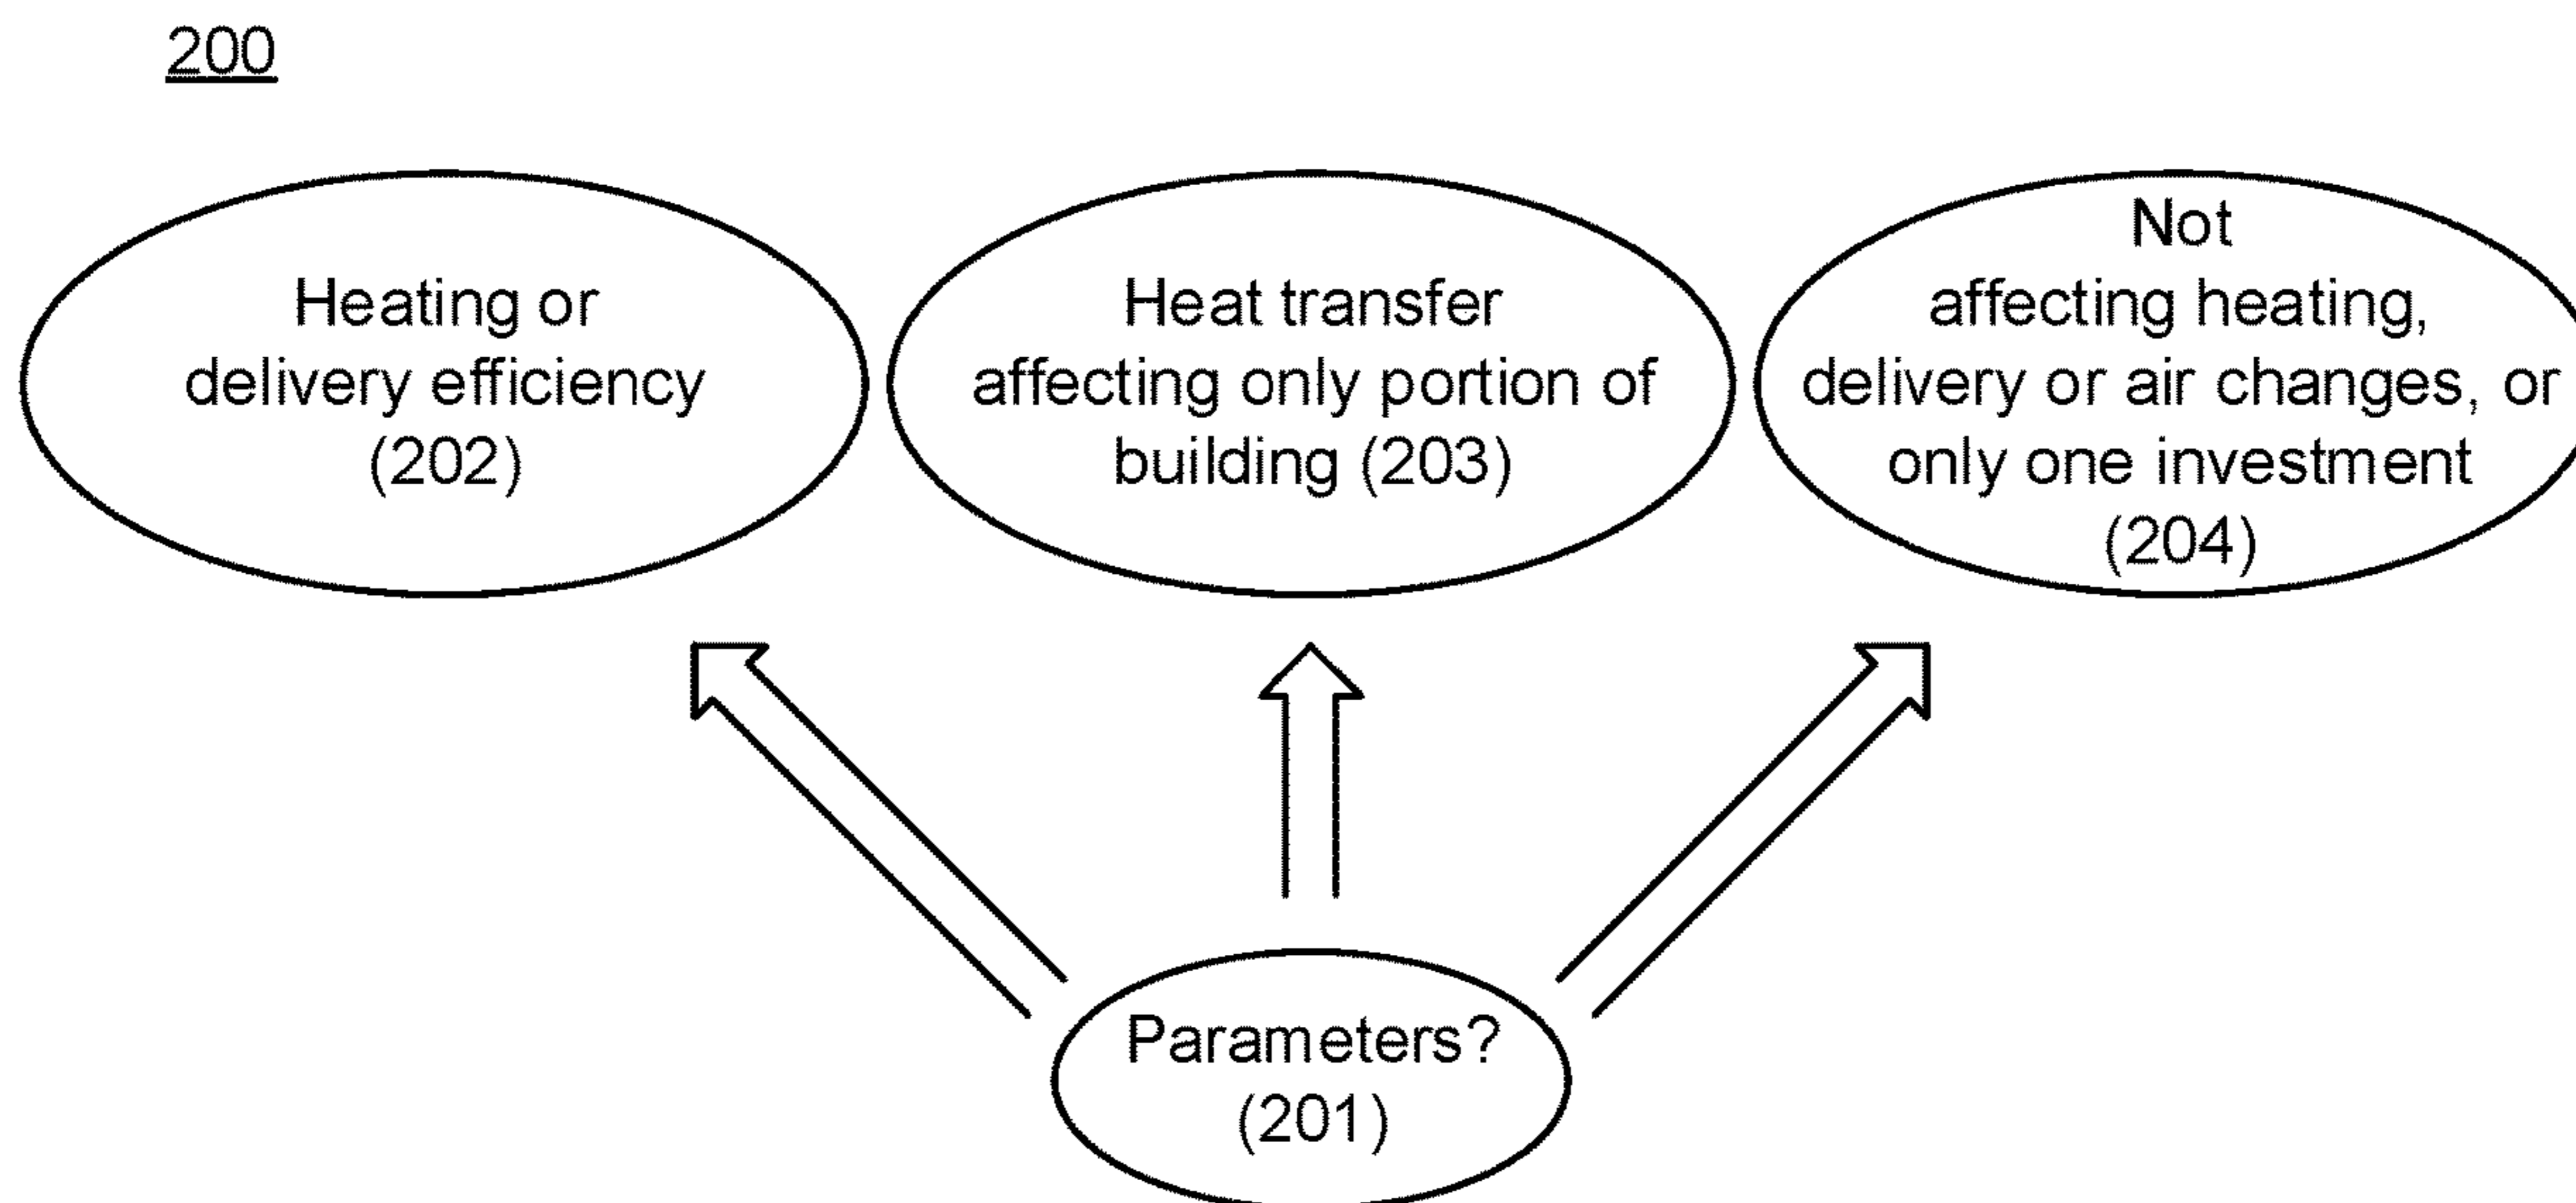 200
Heating or
delivery efficiency
(202)
Heat transfer
affecting only portion of
building (203)
Not
affecting heating,
delivery or air changes, or
only one investment
(204)
Parameters?
(201)